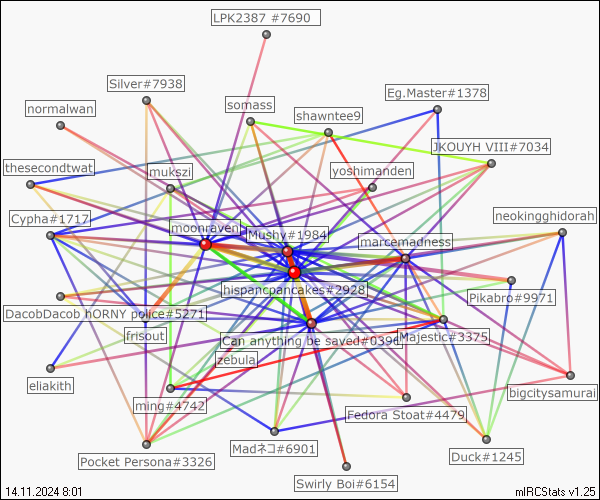 LPK2387 #7690
Silver#7938
Eg.Master#1378
normalwan
somass
shawntee9
JKOUYH VIII#7034
thesecondtwat
mukszi
yoshimanden
Cypha#1717
moonraven
Mushy#1984
marcemadness
neokingghidorah
hispancpancakes#2928
Pikabro#9971
DacobDacob hORNY police#5271
frisout
Can anything be saved#0390
Majestic#3375
zebula
eliakith
ming#4742
Fedora Stoat#4479
bigcitysamurai
Pocket Persona#3326
Madネコ#6901
Duck#1245
Swirly Boi#6154
14.11.2024 8:01
mIRCStats v1.25